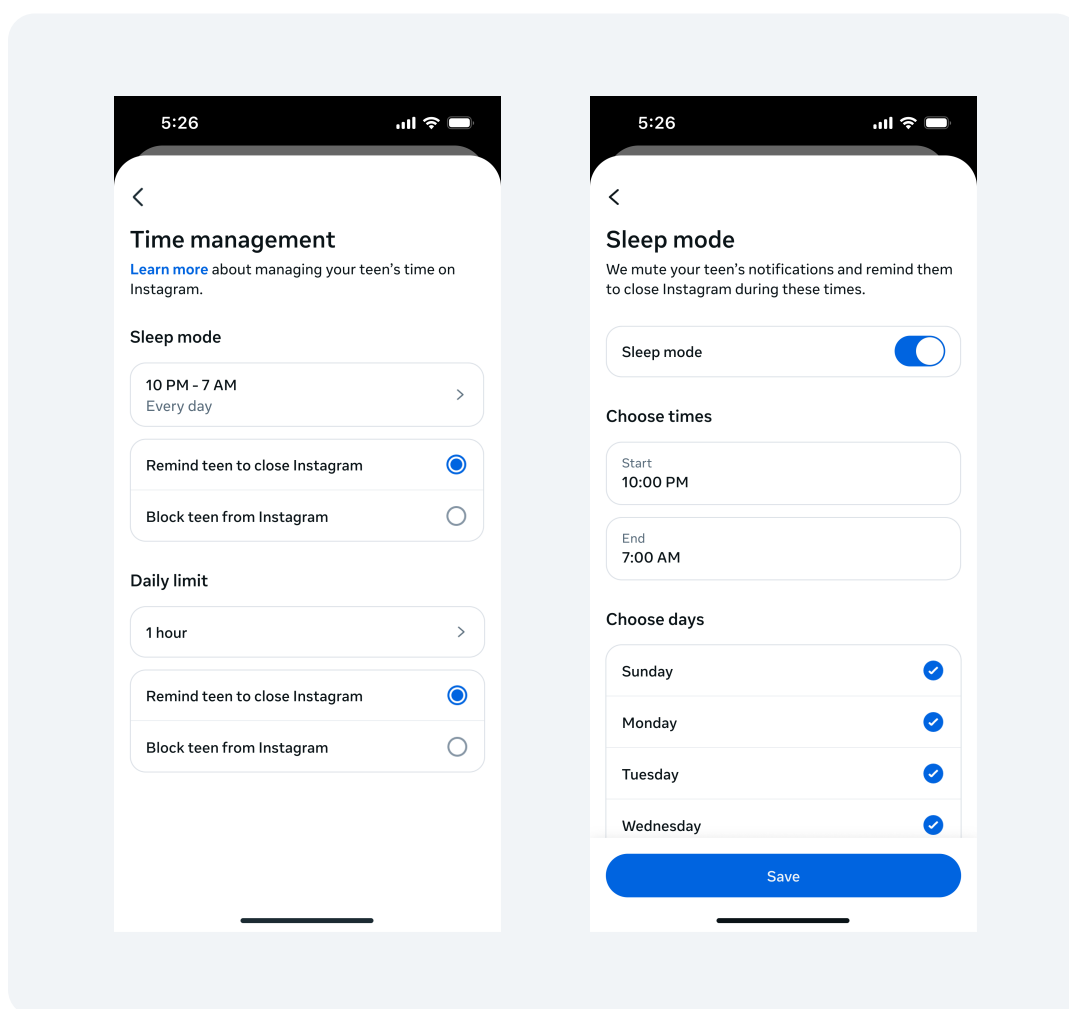 5:26
Time management
Learn more about managing your teen’s time on
Instagram.
Sleep mode
10 PM - 7 AM
Every day
Remind teen to close Instagram
Block teen from Instagram
Daily limit
1 hour
Remind teen to close Instagram
Block teen from Instagram
5:26
Sleep mode
We mute your teen’s notifications and remind them
to close Instagram during these times.
Sleep mode
Choose times
Start
10:00 PM
End
7:00 AM
Choose days
Sunday
Monday
Tuesday
Wednesday
Save